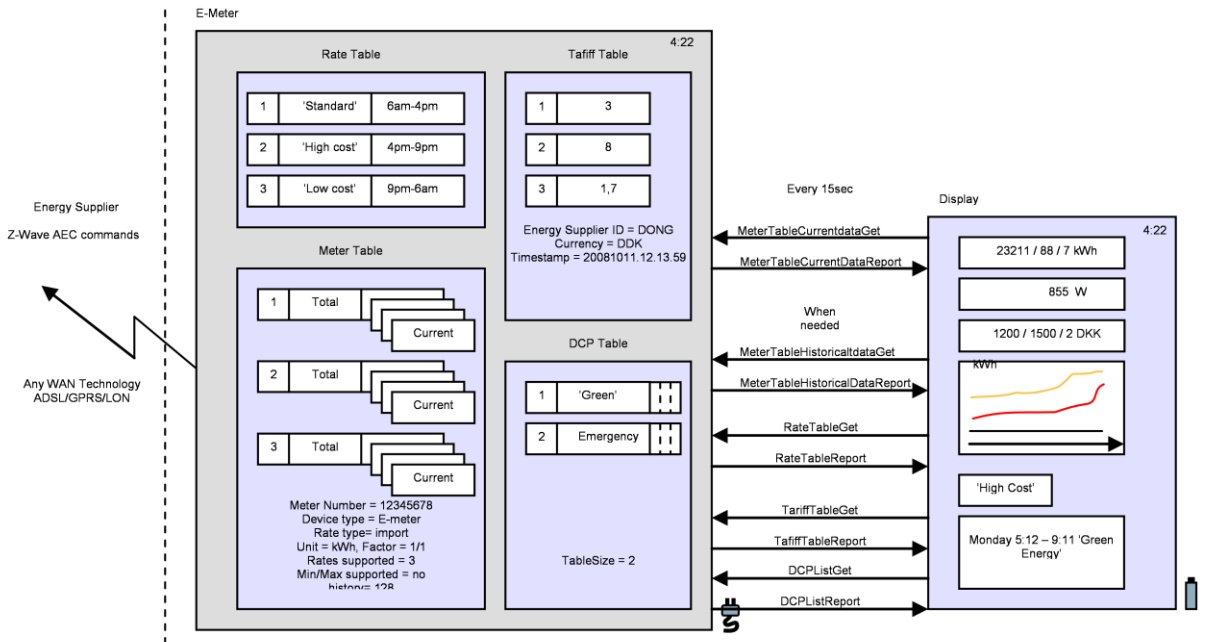 E-Meter
4:22
Rate Table
1 'Standard' 6am-4pm
2 'High cost' 4pm-9pm
3 'Low cost' 9pm-6am
Tafiff Table
1 3
2 8
3 1,7
Energy Supplier ID = DONG
Currency = DDK
Timestamp = 20081011.12.13.59
Energy Supplier
Z-Wave AEC commands
Any WAN Technology
ADSL/GPRS/LON
Meter Table
1 Total
Current
2 Total
Current
3 Total
Current
Meter Number = 12345678
Device type = E-meter
Rate type= import
Unit = kWh, Factor = 1/1
Rates supported = 3
Min/Max supported = no
history= 128
DCP Table
1 'Green'
2 Emergency
TableSize = 2
Every 15sec
MeterTableCurrentdataGet
MeterTableCurrentDataReport
When
needed
MeterTableHistoricaltdataGet
MeterTableHistoricalDataReport
RateTableGet
RateTableReport
TariffTableGet
TafiffTableReport
DCPListGet
DCPListReport
Display
4:22
23211 / 88 / 7 kWh
855 W
1200 / 1500 / 2 DKK
kWh
'High Cost'
Monday 5:12 – 9:11 'Green
Energy'